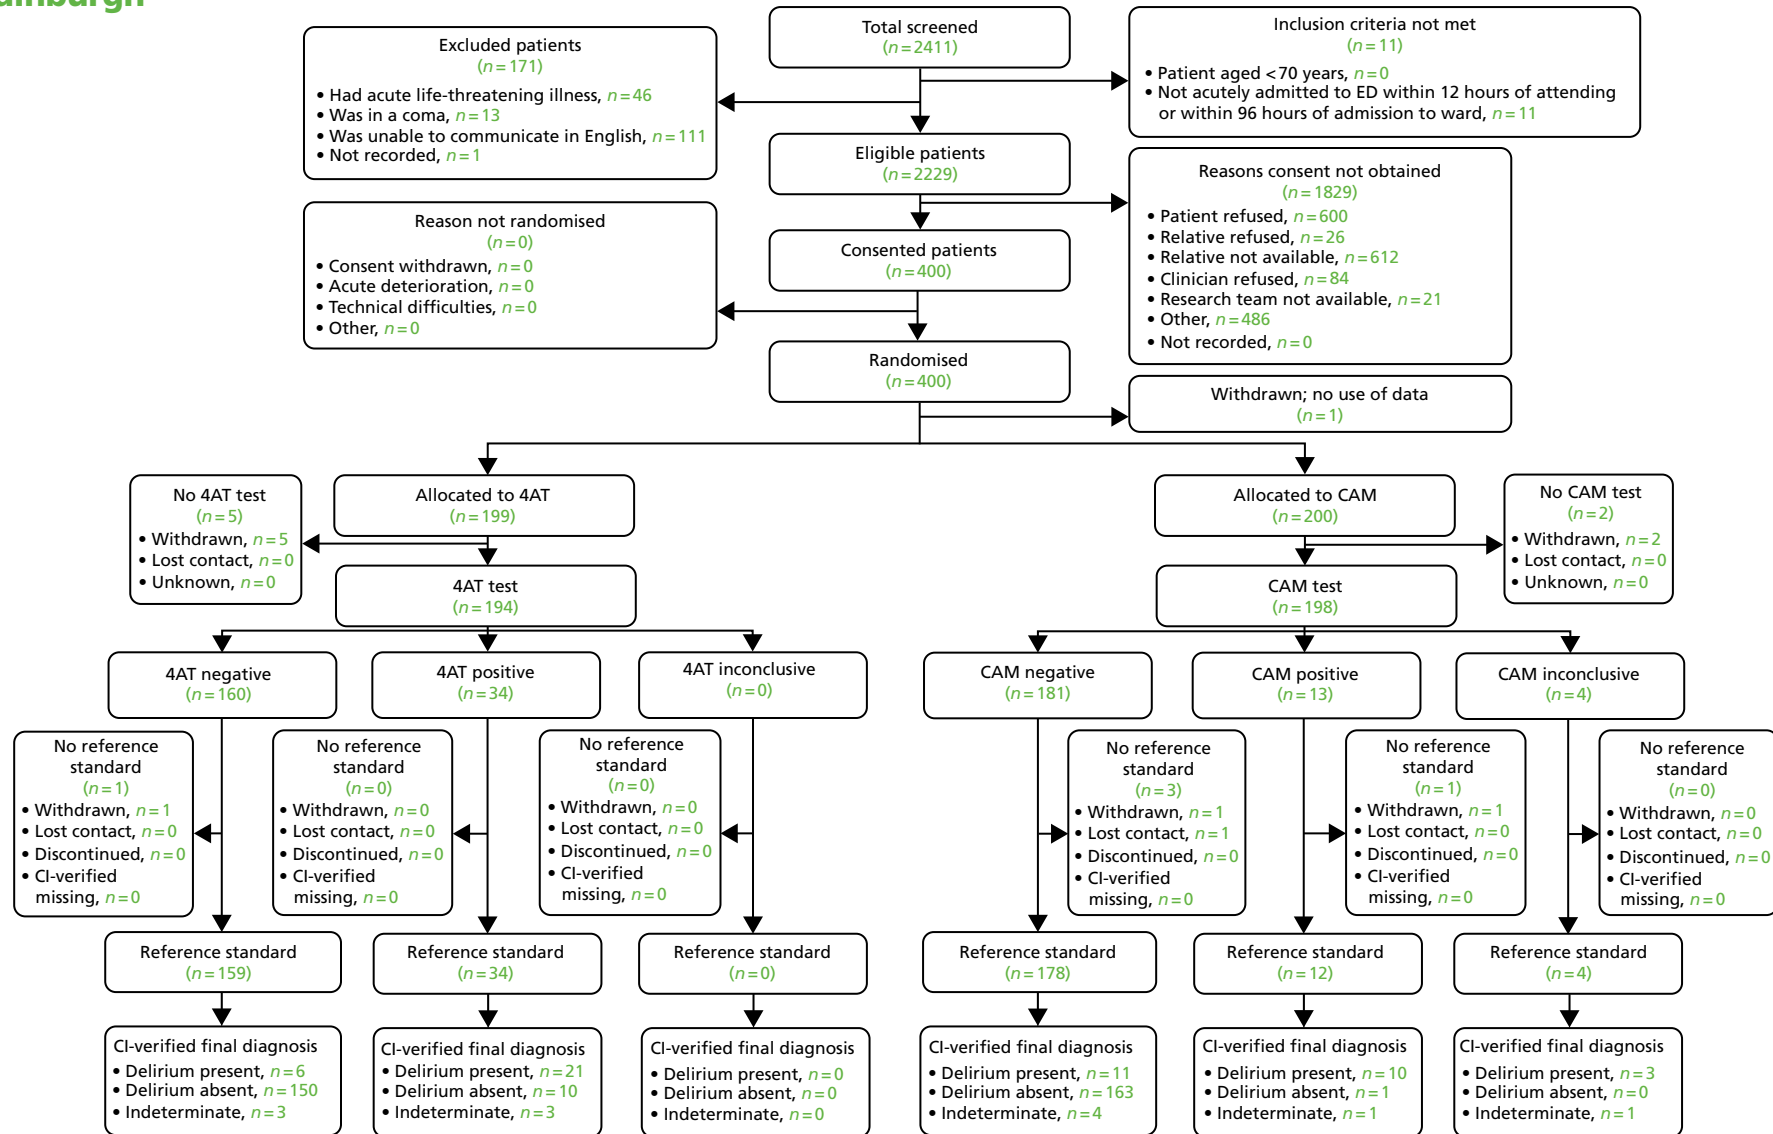 Total screened
(n=2411)
Inclusion criteria not met
(n=11)
• Patient aged <70 years, n=0
• Not acutely admitted to ED within 12 hours of attending
or within 96 hours of admission to ward, n=11
Excluded patients
(n=171)
• Had acute life-threatening illness, n=46
• Was in a coma, n=13
• Was unable to communicate in English, n=111
• Not recorded, n=1
Eligible patients
(n=2229)
Reasons consent not obtained
(n=1829)
• Patient refused, n=600
• Relative refused, n=26
• Relative not available, n=612
• Clinician refused, n=84
• Research team not available, n=21
• Other, n=486
• Not recorded, n=0
Consented patients
(n=400)
Reason not randomised
(n=0)
• Consent withdrawn, n=0
• Acute deterioration, n=0
• Technical difficulties, n=0
• Other, n=0
Randomised
(n=400)
Withdrawn; no use of data
(n=1)
Allocated to 4AT
(n=199)
No 4AT test
(n=5)
• Withdrawn, n=5
• Lost contact, n=0
• Unknown, n=0
4AT test
(n=194)
Allocated to CAM
(n=200)
No CAM test
(n=2)
• Withdrawn, n=2
• Lost contact, n=0
• Unknown, n=0
CAM test
(n=198)
4AT negative
(n=160)
4AT positive
(n=34)
4AT inconclusive
(n=0)
CAM negative
(n=181)
CAM positive
(n=13)
CAM inconclusive
(n=4)
No reference
standard
(n=1)
• Withdrawn, n=1
• Lost contact, n=0
• Discontinued, n=0
• CI-verified
missing, n=0
No reference
standard
(n=0)
• Withdrawn, n=0
• Lost contact, n=0
• Discontinued, n=0
• CI-verified
missing, n=0
No reference
standard
(n=0)
• Withdrawn, n=0
• Lost contact, n=0
• Discontinued, n=0
• CI-verified
missing, n=0
No reference
standard
(n=3)
• Withdrawn, n=1
• Lost contact, n=1
• Discontinued, n=0
• CI-verified
missing, n=0
No reference
standard
(n=1)
• Withdrawn, n=1
• Lost contact, n=0
• Discontinued, n=0
• CI-verified
missing, n=0
No reference
standard
(n=0)
• Withdrawn, n=0
• Lost contact, n=0
• Discontinued, n=0
• CI-verified
missing, n=0
Reference standard
(n=159)
Reference standard
(n=34)
Reference standard
(n=0)
Reference standard
(n=178)
Reference standard
(n=12)
Reference standard
(n=4)
CI-verified final diagnosis
• Delirium present, n=6
• Delirium absent, n=150
• Indeterminate, n=3
CI-verified final diagnosis
• Delirium present, n=21
• Delirium absent, n=10
• Indeterminate, n=3
CI-verified final diagnosis
• Delirium present, n=0
• Delirium absent, n=0
• Indeterminate, n=0
CI-verified final diagnosis
• Delirium present, n=11
• Delirium absent, n=163
• Indeterminate, n=4
CI-verified final diagnosis
• Delirium present, n=10
• Delirium absent, n=1
• Indeterminate, n=1
CI-verified final diagnosis
• Delirium present, n=3
• Delirium absent, n=0
• Indeterminate, n=1